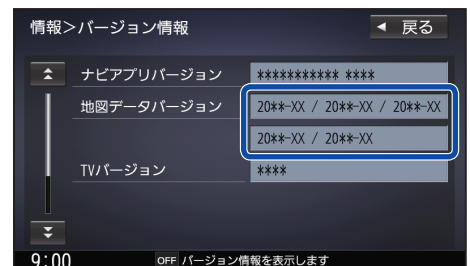 情報>バージョン情報
◀ 戻る
ナビアプリバージョン
*********** ****
地図データバージョン
20**-XX / 20**-XX / 20**-XX
20**-XX / 20**-XX
TVバージョン
****
9:00
OFF バージョン情報を表示します